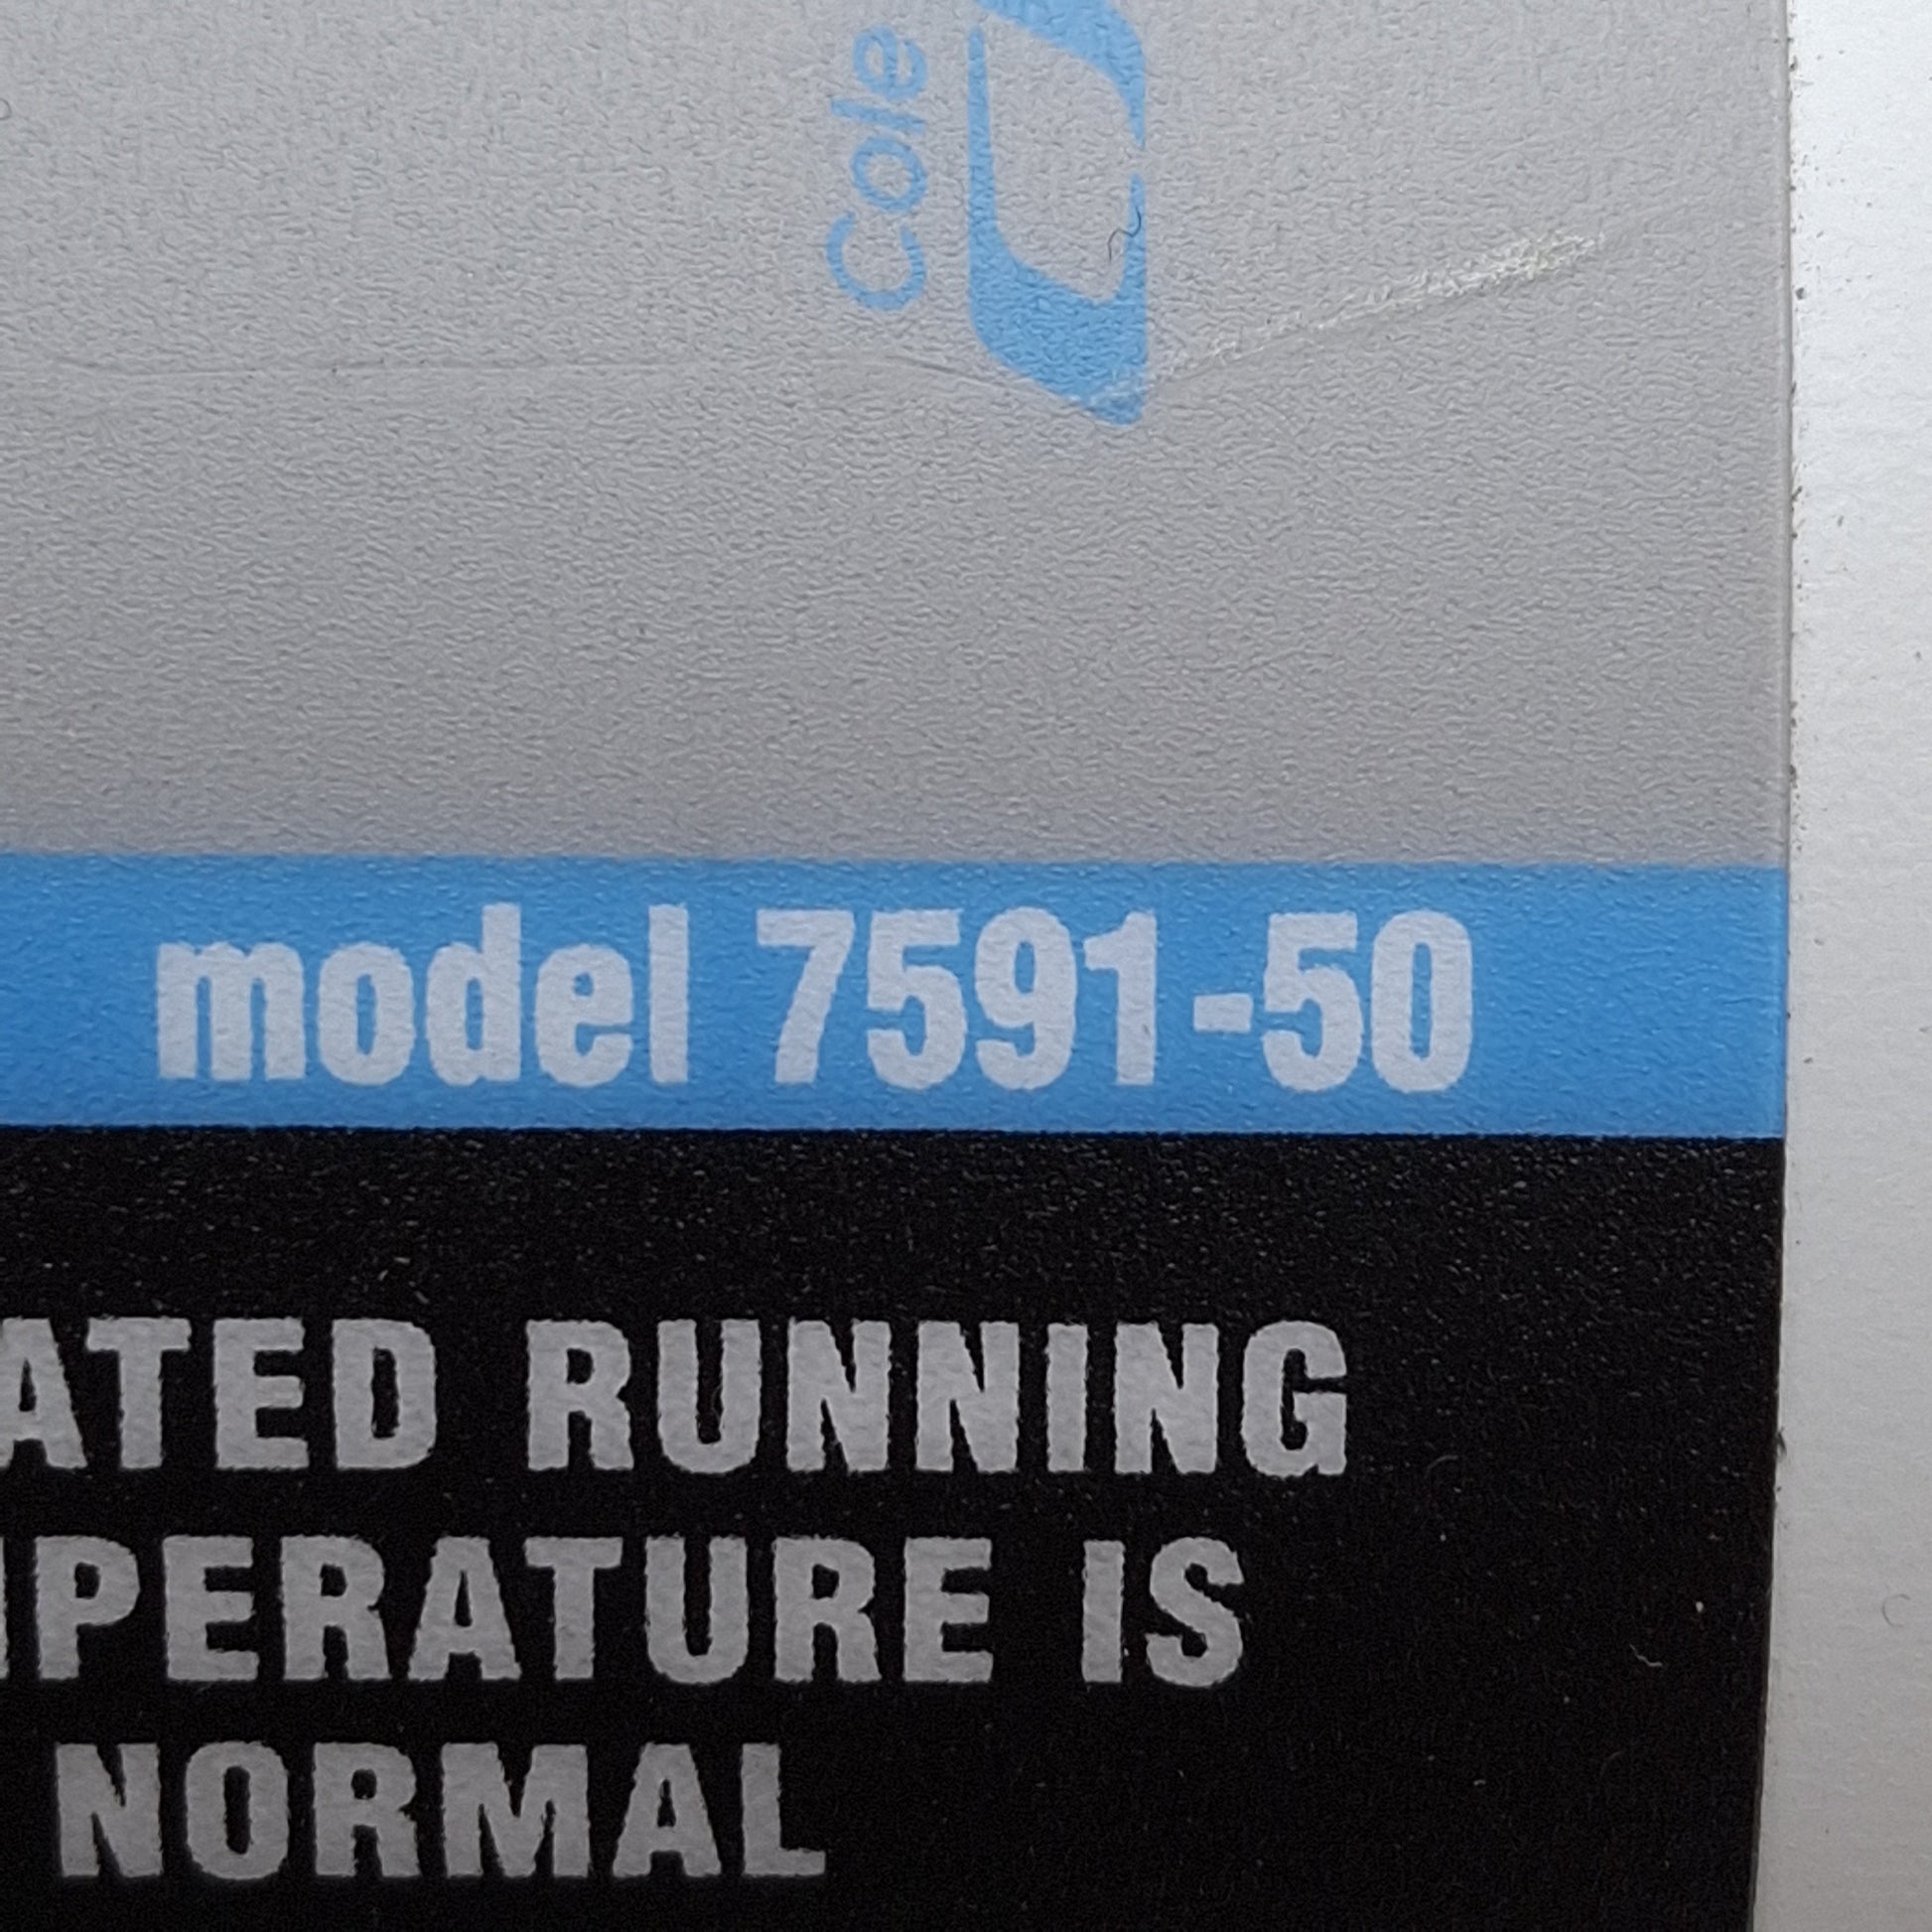 Cole
model 7591-50
ATED RUNNING
PERATURE IS
NORMAL